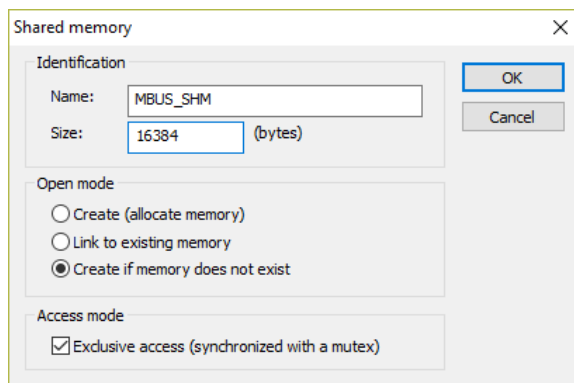 Shared memory
Identification
Name: MBUS_SHM
Size: 16384 (bytes)
OK
Cancel
Open mode
Create (allocate memory)
Link to existing memory
Create if memory does not exist
Access mode
Exclusive access (synchronized with a mutex)